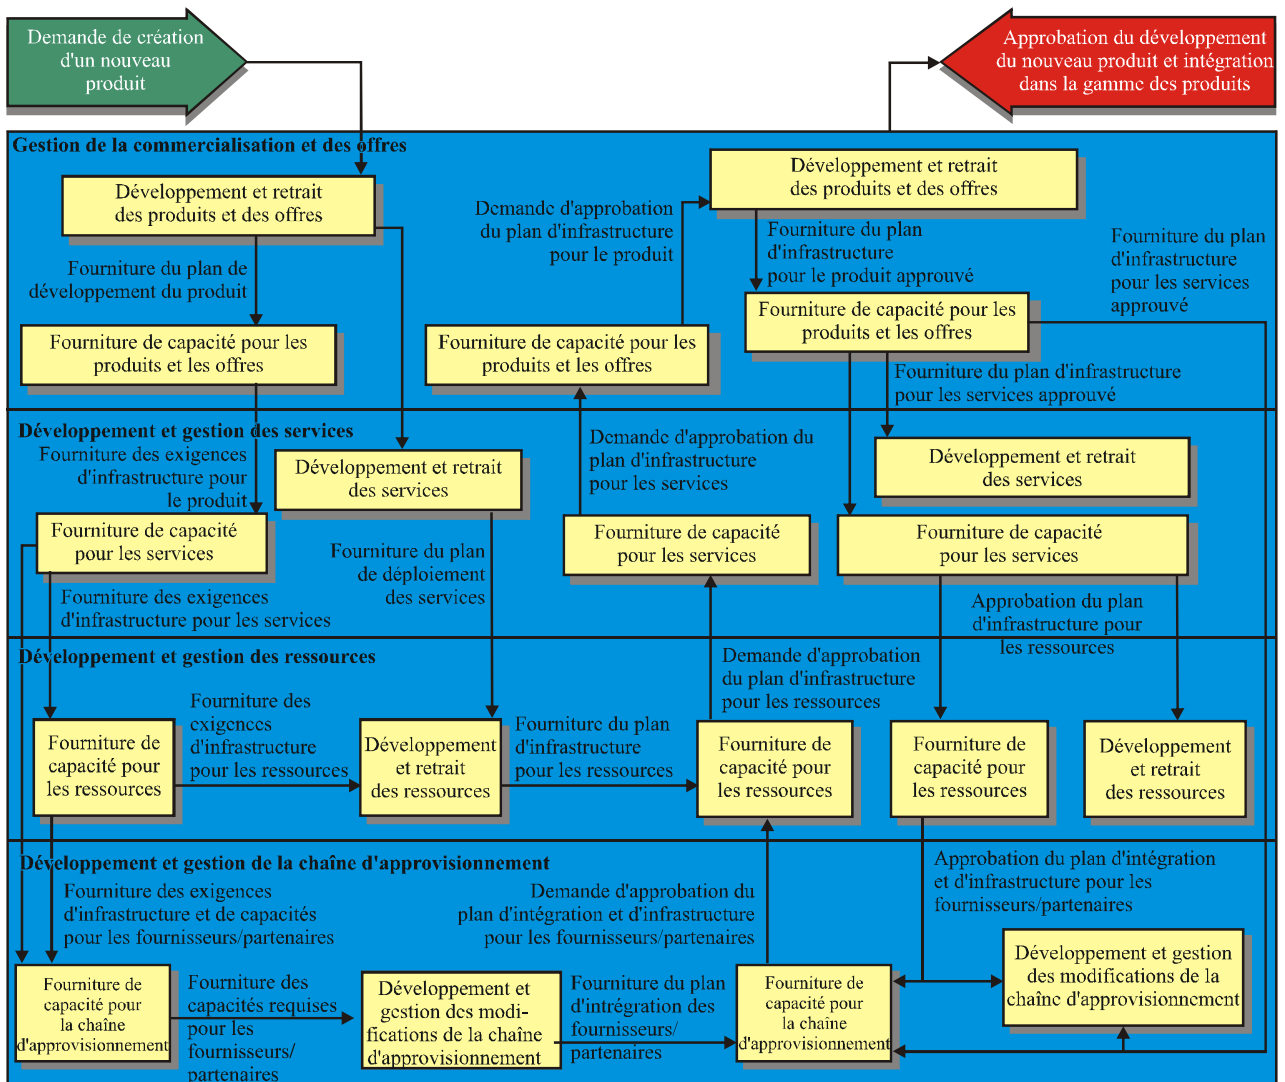 Demande de création
d'un nouveau
produit
Approbation du développement
du nouveau produit et intégration
dans la gamme des produits
Gestion de la commercialisation et des offres
Développement et retrait
des produits et des offres
Développement et retrait
des produits et des offres
Demande d'approbation
du plan d'infrastructure
pour le produit
Fourniture du plan
d'infrastructure
pour le produit approuvé
Fourniture du plan
d'infrastructure
pour les services
approuvé
Fourniture du plan de
développement du produit
Fourniture de capacité pour les
produits et les offres
Fourniture de capacité pour les
produits et les offres
Fourniture de capacité pour les
produits et les offres
Fourniture du plan d'infrastructure
pour les services approuvé
Développement et gestion des services
Fourniture des exigences
d'infrastructure pour
le produit
Développement et retrait
des services
Demande d'approbation du
plan d'infrastructure
pour les services
Développement et retrait
des services
Fourniture de capacité
pour les services
Fourniture du plan
de déploiement
des services
Fourniture de capacité
pour les services
Fourniture de capacité
pour les services
Fourniture des exigences
d'infrastructure pour les services
Approbation du plan
d'infrastructure pour
les ressources
Développement et gestion des ressources
Demande d'approbation
du plan d'infrastructure
pour les ressources
Fourniture de
capacité pour
les ressources
Fourniture des
exigences
d'infrastructure
pour les ressources
Développement
et retrait
des ressources
Fourniture du plan
d'infrastructure
pour les ressources
Fourniture de
capacité pour
les ressources
Fourniture de
capacité pour
les ressources
Développement
et retrait
des ressources
Développement et gestion de la chaîne d'approvisionnement
Fourniture des exigences
d'infrastructure et de capacités
pour les fournisseurs/partenaires
Demande d'approbation du
plan d'intégration et d'infrastructure
pour les fournisseurs/partenaires
Approbation du plan d'intégration
et d'infrastructure pour les
fournisseurs/partenaires
Fourniture de
capacité pour
la chaîne
d'approvisionnement
Fourniture des
capacités requises
pour les
fournisseurs/
partenaires
Développement et
gestion des modi-
fications de la chaîne
d'approvisionnement
Fourniture du plan
d'intrégration des
fournisseurs/
partenaires
Fourniture de
capacité pour
la chaîne
d'approvisionnement
Développement et gestion
des modifications de la
chaîne d'approvisionnement